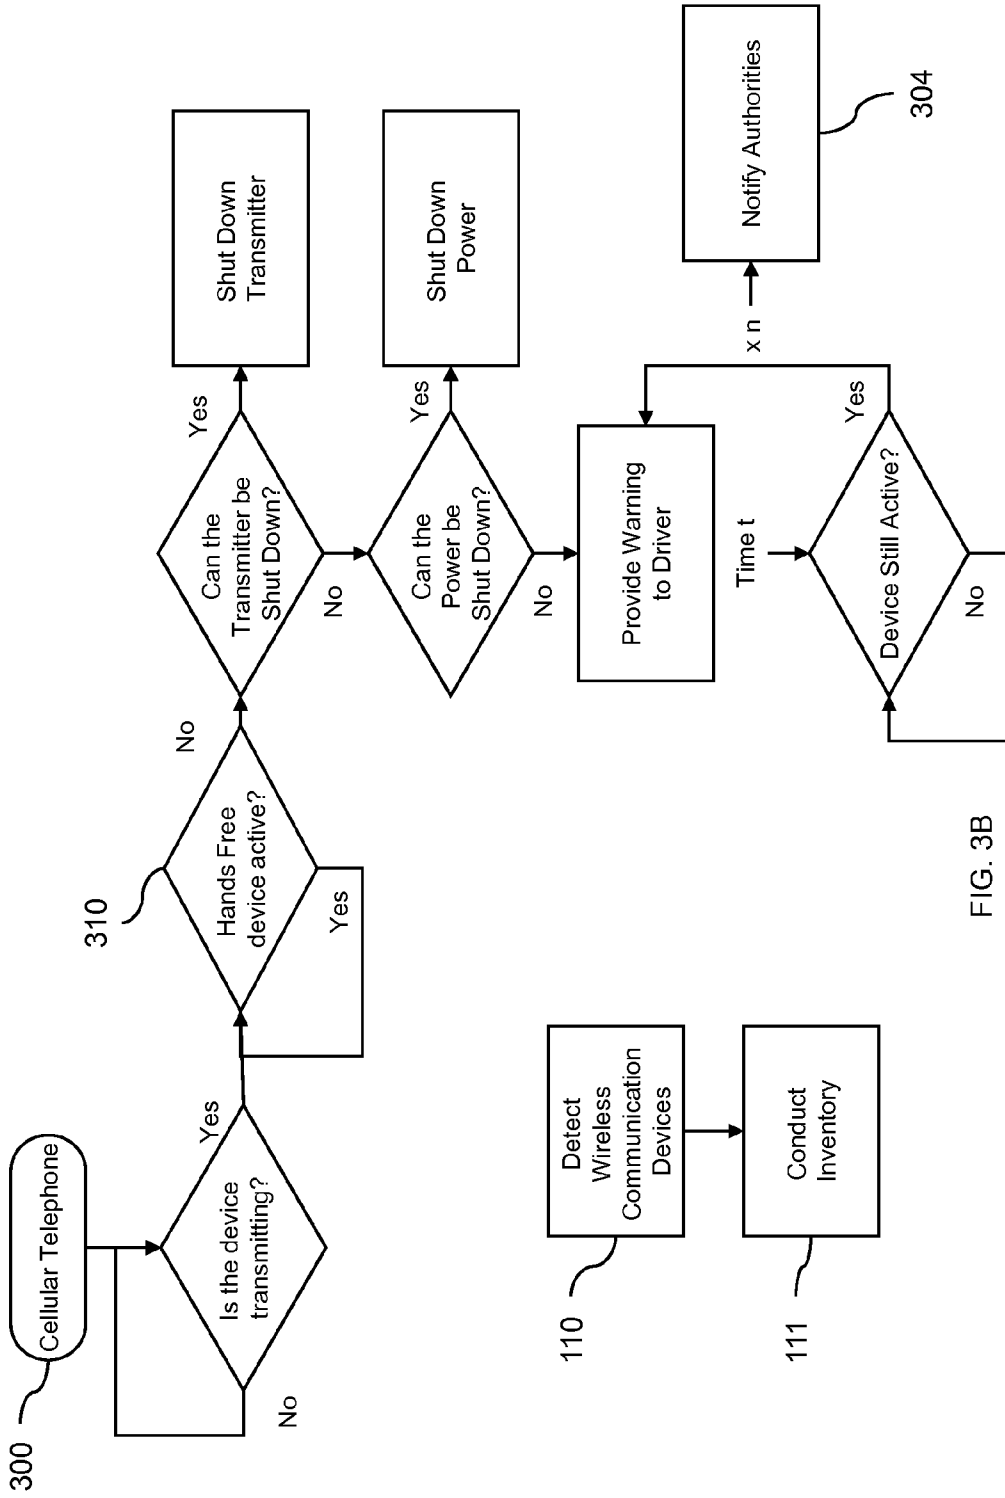 300
Cellular Telephone
Is the device
transmitting?
No
Yes
310
Hands Free
device active?
Yes
No
Can the
Transmitter be
Shut Down?
Yes
Shut Down
Transmitter
No
Can the
Power be
Shut Down?
Yes
Shut Down
Power
No
Provide Warning
to Driver
Time t
Device Still Active?
Yes
No
x n
Notify Authorities
304
110
Detect
Wireless
Communication
Devices
111
Conduct
Inventory
FIG. 3B